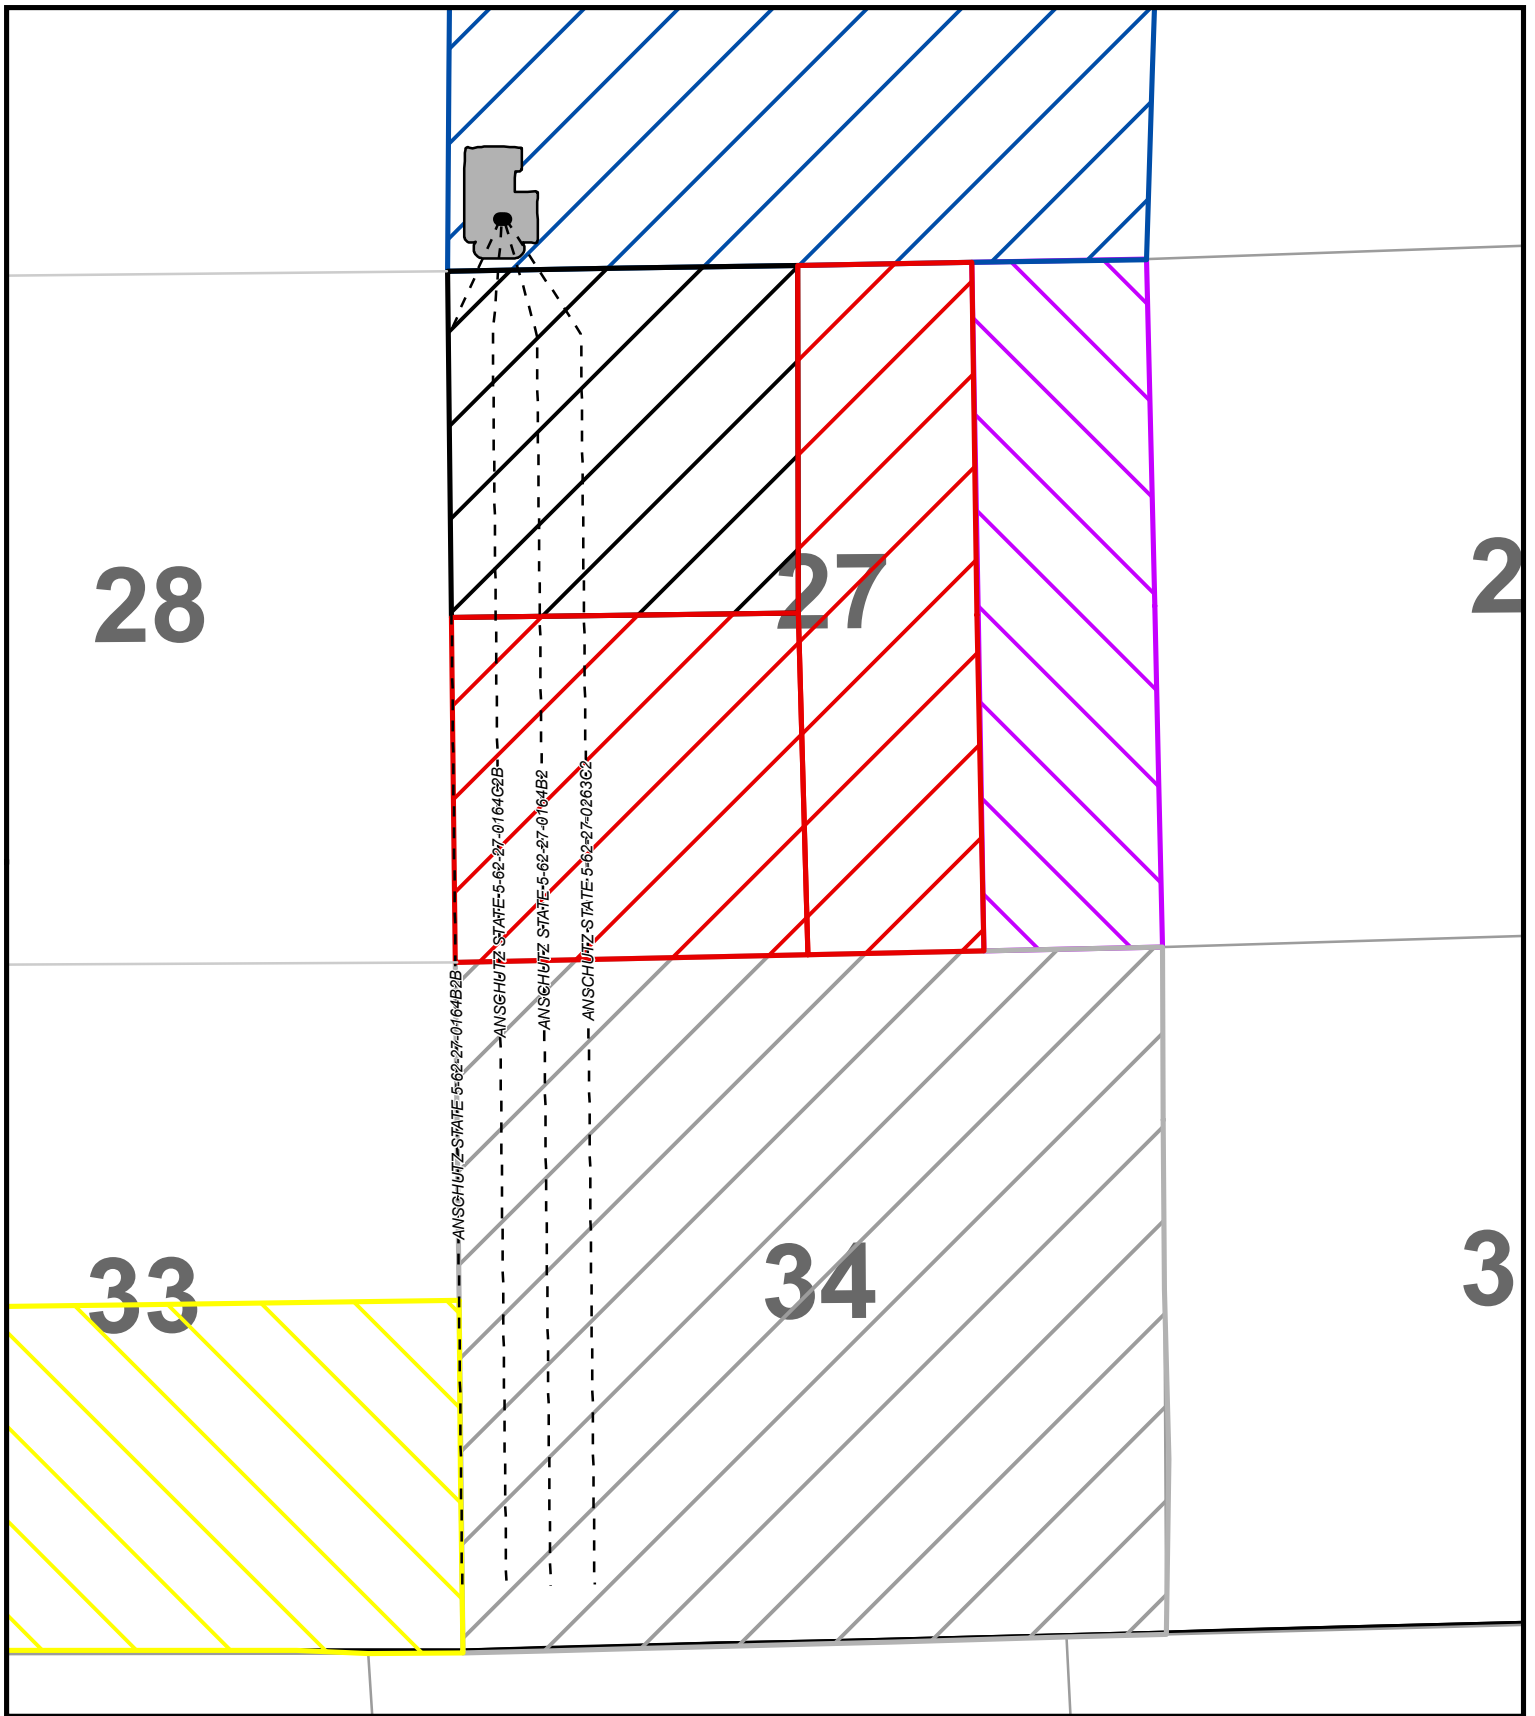 28
27
2
ANSCHUTZ STATE 5-62-27-0164B2B
ANSCHUTZ STATE 5-62-27-0164C2B
ANSCHUTZ STATE 5-62-27-0164B2
ANSCHUTZ STATE 5-62-27-0263C2
33
34
3